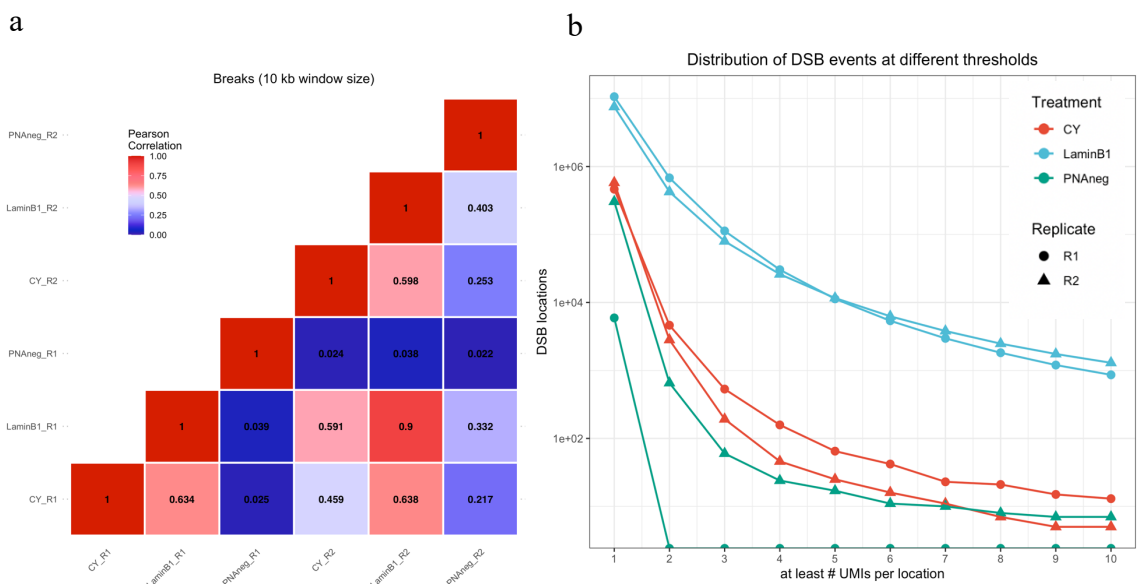 a
Breaks (10 kb window size)
Pearson
Correlation
1.00
0.75
0.50
0.25
0.00
PNAneg_R2
1
LaminB1_R2
1 0.403
CY_R2
1 0.598 0.253
PNAneg_R1
1 0.024 0.038 0.022
LaminB1_R1
1 0.039 0.591 0.9 0.332
CY_R1
1 0.634 0.025 0.459 0.638 0.217
CY_R1 LaminB1_R1 PNAneg_R1 CY_R2 LaminB1_R2 PNAneg_R2
b
Distribution of DSB events at different thresholds
DSB locations
1e+06
1e+04
1e+02
Treatment
CY
LaminB1
PNAneg
Replicate
R1
R2
1 2 3 4 5 6 7 8 9 10
at least # UMIs per location